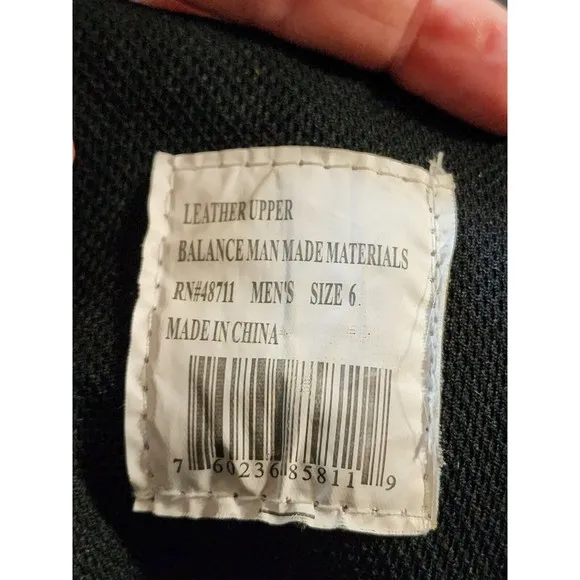 LEATHER UPPER
BALANCE MAN MADE MATERIALS
RN#48711 MEN'S SIZE 6
MADE IN CHINA
7 60236 85811 9